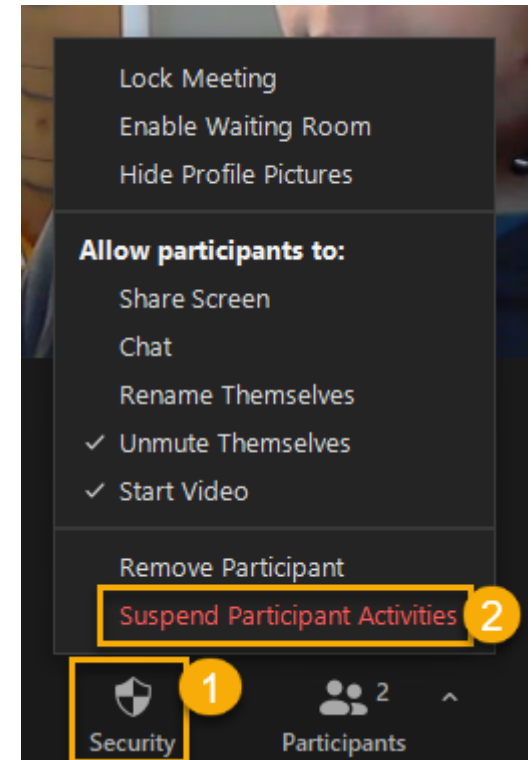 Lock Meeting
Enable Waiting Room
Hide Profile Pictures
Allow participants to:
Share Screen
Chat
Rename Themselves
✓ Unmute Themselves
✓ Start Video
Remove Participant
Suspend Participant Activities 2
1
2
Security Participants